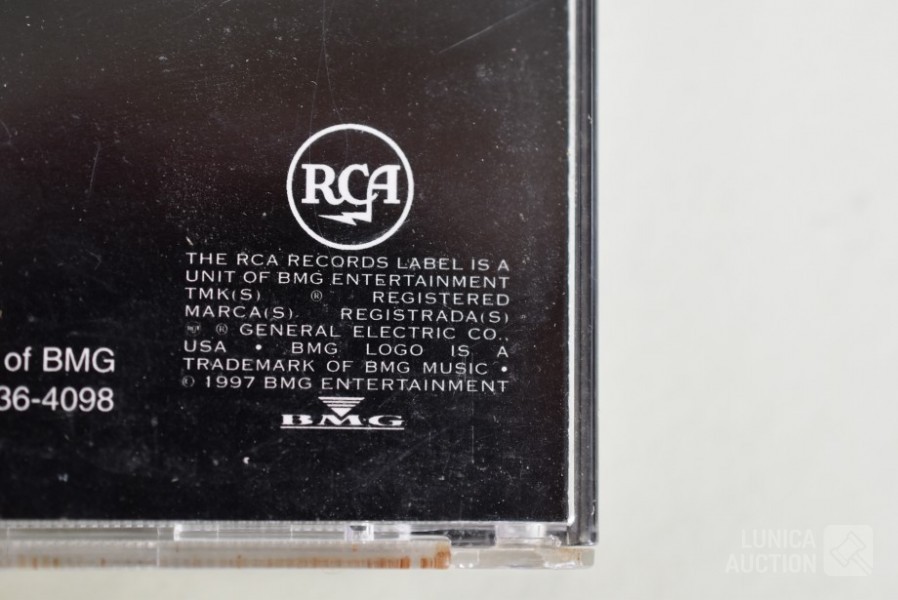 RCA
THE RCA RECORDS LABEL IS A
UNIT OF BMG ENTERTAINMENT
TMK(S) ® REGISTERED
MARCA(S) REGISTRADA(S)
® GENERAL ELECTRIC CO.,
USA • BMG LOGO IS A
TRADEMARK OF BMG MUSIC •
© 1997 BMG ENTERTAINMENT
BMG
of BMG
36-4098
LUNICA
AUCTION